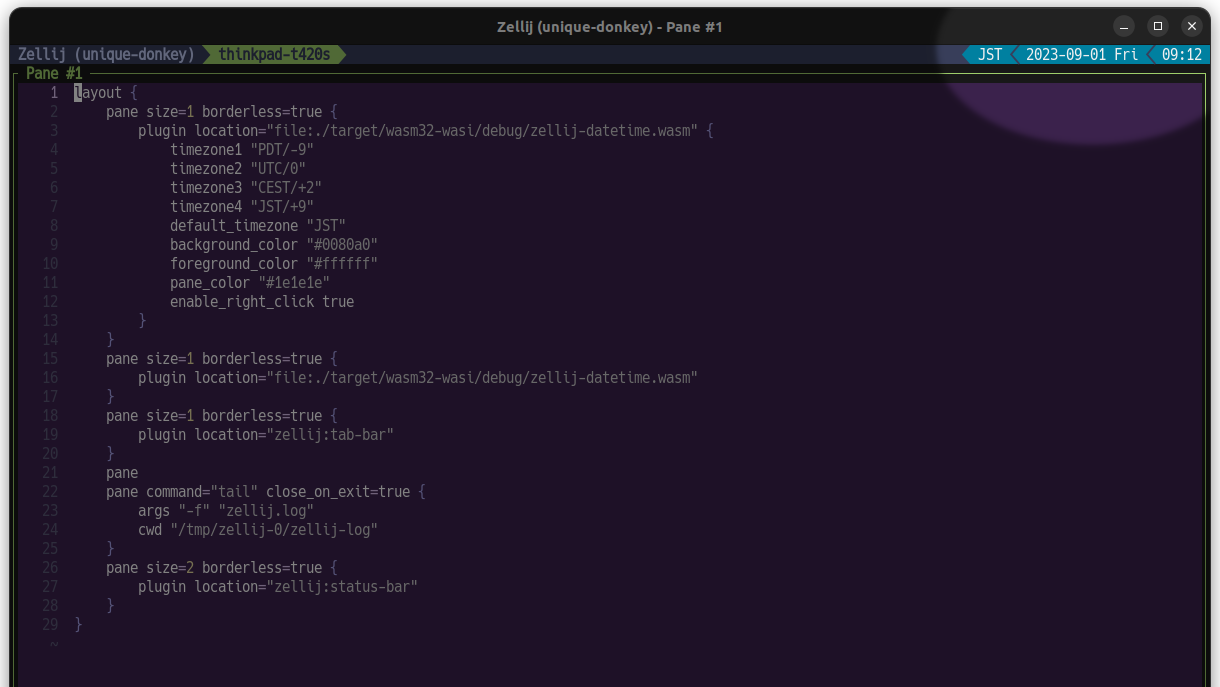 Zellij (unique-donkey) - Pane #1
Zellij (unique-donkey) thinkpad-t420s JST 2023-09-01 Fri 09:12
Pane #1
1 layout {
2 pane size=1 borderless=true {
3 plugin location="file:./target/wasm32-wasi/debug/zellij-datetime.wasm" {
4 timezone1 "PDT/-9"
5 timezone2 "UTC/0"
6 timezone3 "CEST/+2"
7 timezone4 "JST/+9"
8 default_timezone "JST"
9 background_color "#0080a0"
10 foreground_color "#ffffff"
11 pane_color "#1e1e1e"
12 enable_right_click true
13 }
14 }
15 pane size=1 borderless=true {
16 plugin location="file:./target/wasm32-wasi/debug/zellij-datetime.wasm"
17 }
18 pane size=1 borderless=true {
19 plugin location="zellij:tab-bar"
20 }
21 pane
22 pane command="tail" close_on_exit=true {
23 args "-f" "zellij.log"
24 cwd "/tmp/zellij-0/zellij-log"
25 }
26 pane size=2 borderless=true {
27 plugin location="zellij:status-bar"
28 }
29 }
~